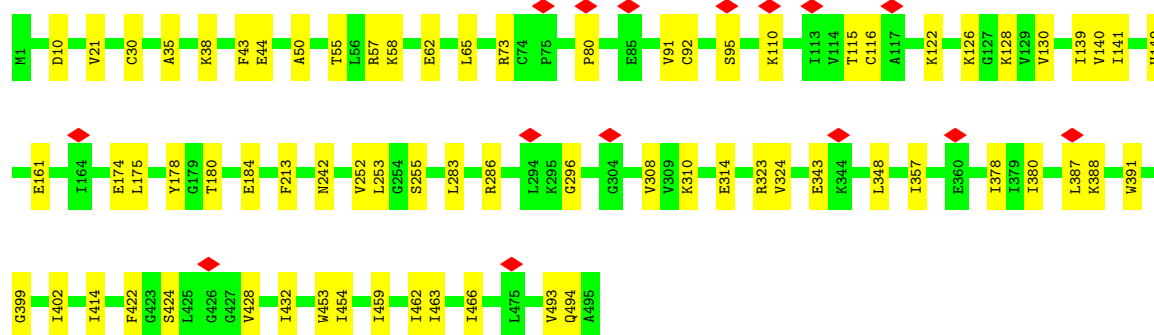 M1 D10 V21 C30 A35 K38 F43 E44 A50 T55 L56 R57 K58 E62 L65 R73 C74 P75 P80 E85 V91 C92 S95 K110 I113 V114 T115 C116 A117 K122 K126 G127 K128 V129 V130 I139 V140 I141
E161 I164 E174 L175 Y178 G179 T180 E184 F213 N242 V252 L253 G254 S255 L283 R286 L294 K295 G296 G304 V308 V309 K310 E314 R323 V324 E343 K344 L348 I357 E360 I378 I379 I380 L387 K388 W391
G399 I402 I414 F422 G423 S424 L425 G426 G427 V428 I432 W453 I454 I459 I462 I463 I466 L475 V493 Q494 A495